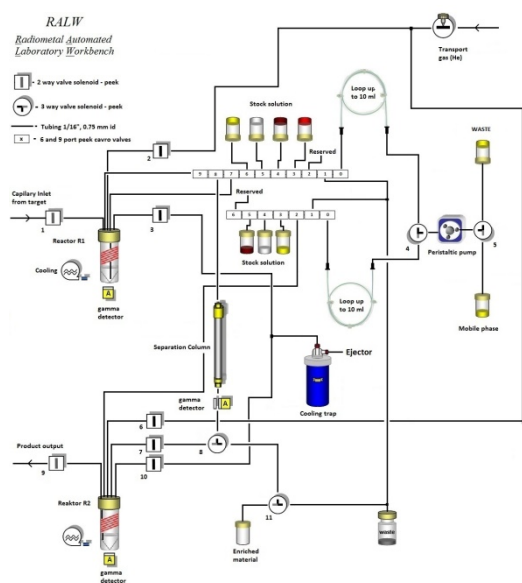 RALW
Radiometal Automated
Laboratory Workbench
- 2 way valve solenoid - peek
- 3 way valve solenoid - peek
- Tubing 1/16", 0.75 mm id
x - 6 and 9 port peek cavro valves
Transport
gas (He)
Loop up
to 10 ml
Stock solution
WASTE
Reserved
2
9 8 7 6 5 4 3 2 1 0
Capilary Inlet
from target
Reserved
6 5 4 3 2 1 0
1
3
4
5
Reactor R1
Peristaltic pump
Cooling
Stock solution
A
gamma
detector
Loop up
to 10 ml
Mobile phase
Separation Column
Ejector
gamma
detector
A
Cooling trap
6
Product output
7
8
9
10
Reaktor R2
11
Enriched
material
waste
A
gamma
detector